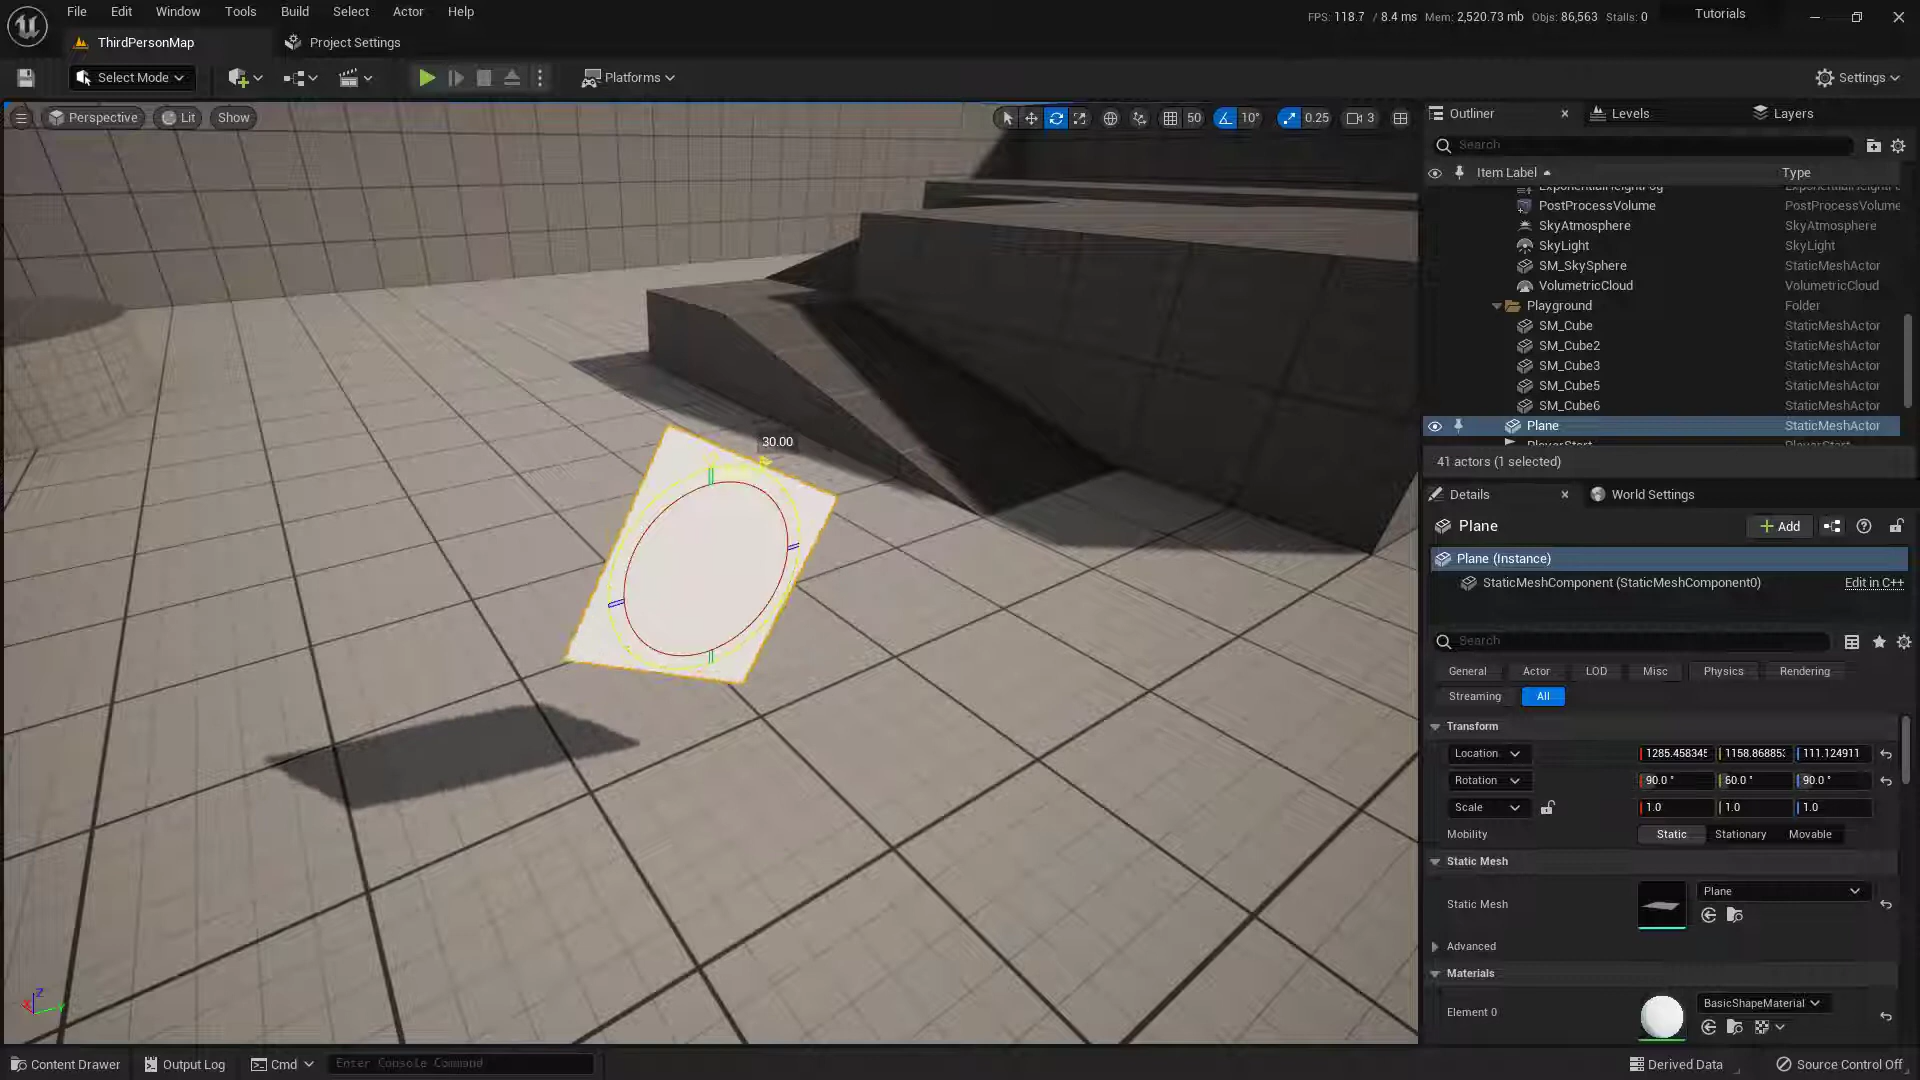 File Edit Window Tools Build Select Actor Help
FPS: 118.7 / 8.4 ms Mem: 2,520.73 mb Objs: 86,563 Stalls: 0 Tutorials
ThirdPersonMap Project Settings
Select Mode Platforms Settings
Perspective Lit Show 50 10° 0.25 3
Outliner Levels Layers
Search
Item Label Type
PostProcessVolume PostProcessVolume
SkyAtmosphere SkyAtmosphere
SkyLight SkyLight
SM_SkySphere StaticMeshActor
VolumetricCloud VolumetricCloud
Playground Folder
SM_Cube StaticMeshActor
SM_Cube2 StaticMeshActor
SM_Cube3 StaticMeshActor
SM_Cube5 StaticMeshActor
SM_Cube6 StaticMeshActor
Plane StaticMeshActor
41 actors (1 selected)
30.00
Details World Settings
Plane Add
Plane (Instance)
StaticMeshComponent (StaticMeshComponent0) Edit in C++
Search
General Actor LOD Misc Physics Rendering
Streaming All
Transform
Location 1285.458345 1158.86885 111.124911
Rotation 90.0 ° 60.0 ° 90.0 °
Scale 1.0 1.0 1.0
Mobility Static Stationary Movable
Static Mesh
Static Mesh Plane
Advanced
Materials
Element 0 BasicShapeMaterial
Z
X Y
Content Drawer Output Log Cmd Enter Console Command Derived Data Source Control Off